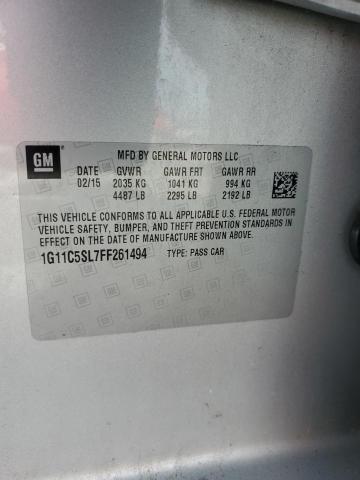 GM
MFD BY GENERAL MOTORS LLC
DATE GVWR GAWR FRT GAWR RR
02/15 2035 KG 1041 KG 994 KG
4487 LB 2295 LB 2192 LB
THIS VEHICLE CONFORMS TO ALL APPLICABLE U.S. FEDERAL MOTOR
VEHICLE SAFETY, BUMPER, AND THEFT PREVENTION STANDARDS
IN EFFECT ON THE DATE OF MANUFACTURE SHOWN ABOVE.
1G11C5SL7FF261494 TYPE: PASS CAR